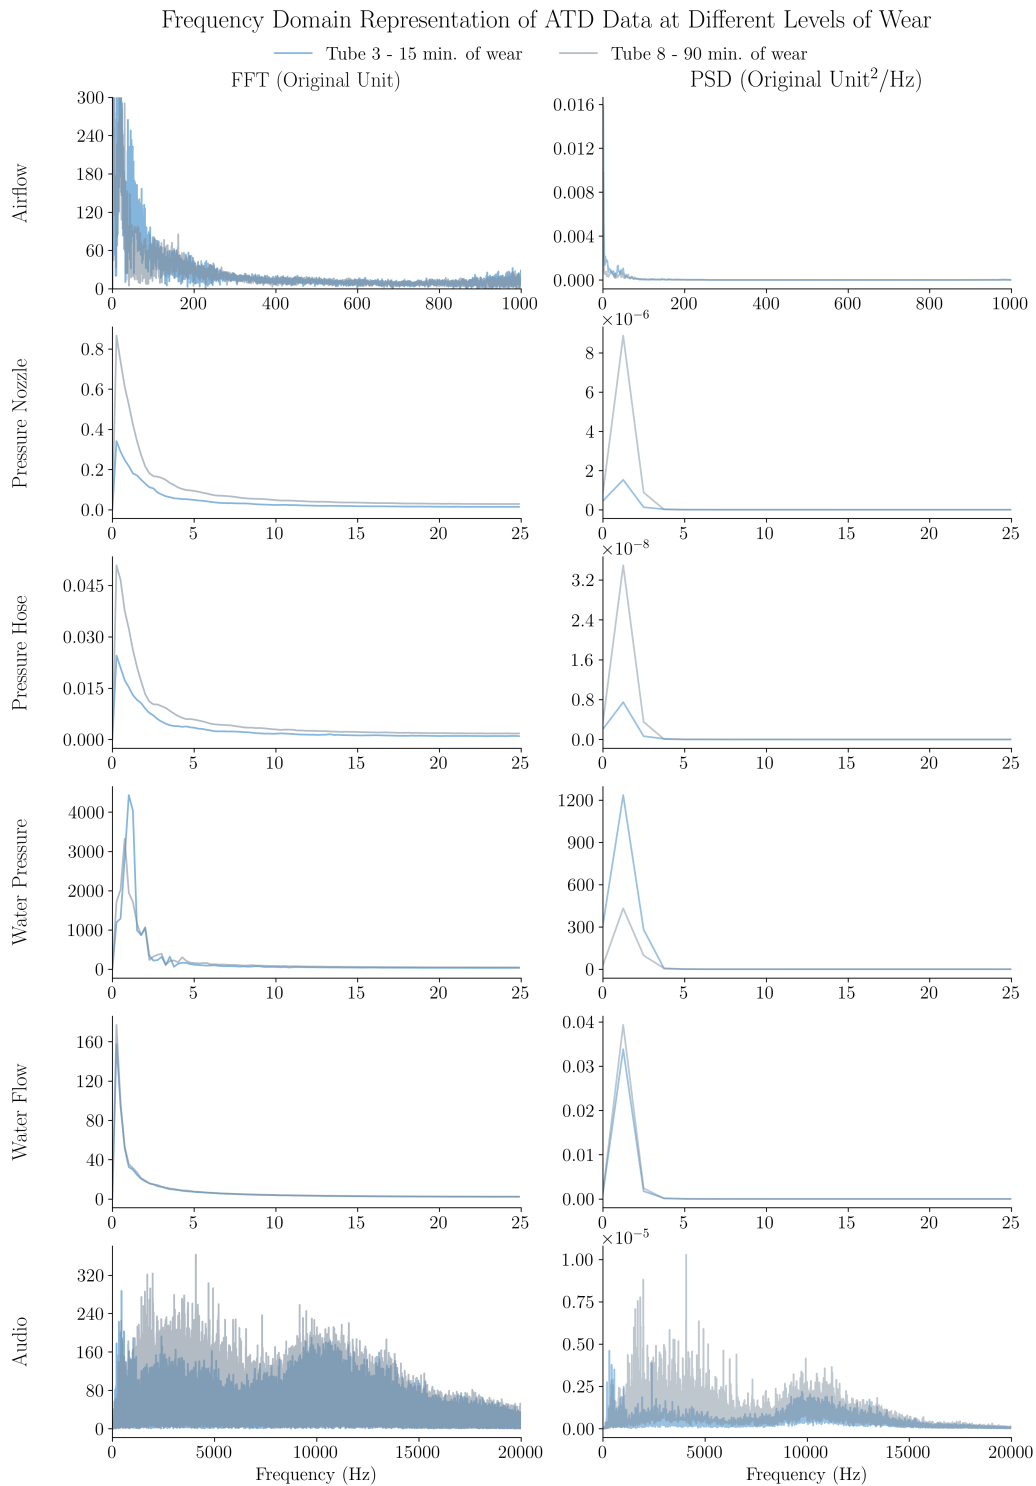 Frequency Domain Representation of ATD Data at Different Levels of Wear
Tube 3 - 15 min. of wear Tube 8 - 90 min. of wear
FFT (Original Unit) PSD (Original Unit²/Hz)
Airflow
300
240
180
120
60
0
0 200 400 600 800 1000
0.016
0.012
0.008
0.004
0.000
0 200 400 600 800 1000
Pressure Nozzle
0.8
0.6
0.4
0.2
0.0
0 5 10 15 20 25
×10⁻⁶
8
6
4
2
0
0 5 10 15 20 25
Pressure Hose
0.045
0.030
0.015
0.000
0 5 10 15 20 25
×10⁻⁸
3.2
2.4
1.6
0.8
0.0
0 5 10 15 20 25
Water Pressure
4000
3000
2000
1000
0
0 5 10 15 20 25
1200
900
600
300
0
0 5 10 15 20 25
Water Flow
160
120
80
40
0
0 5 10 15 20 25
0.04
0.03
0.02
0.01
0.00
0 5 10 15 20 25
Audio
320
240
160
80
0
0 5000 10000 15000 20000
Frequency (Hz)
×10⁻⁵
1.00
0.75
0.50
0.25
0.00
0 5000 10000 15000 20000
Frequency (Hz)